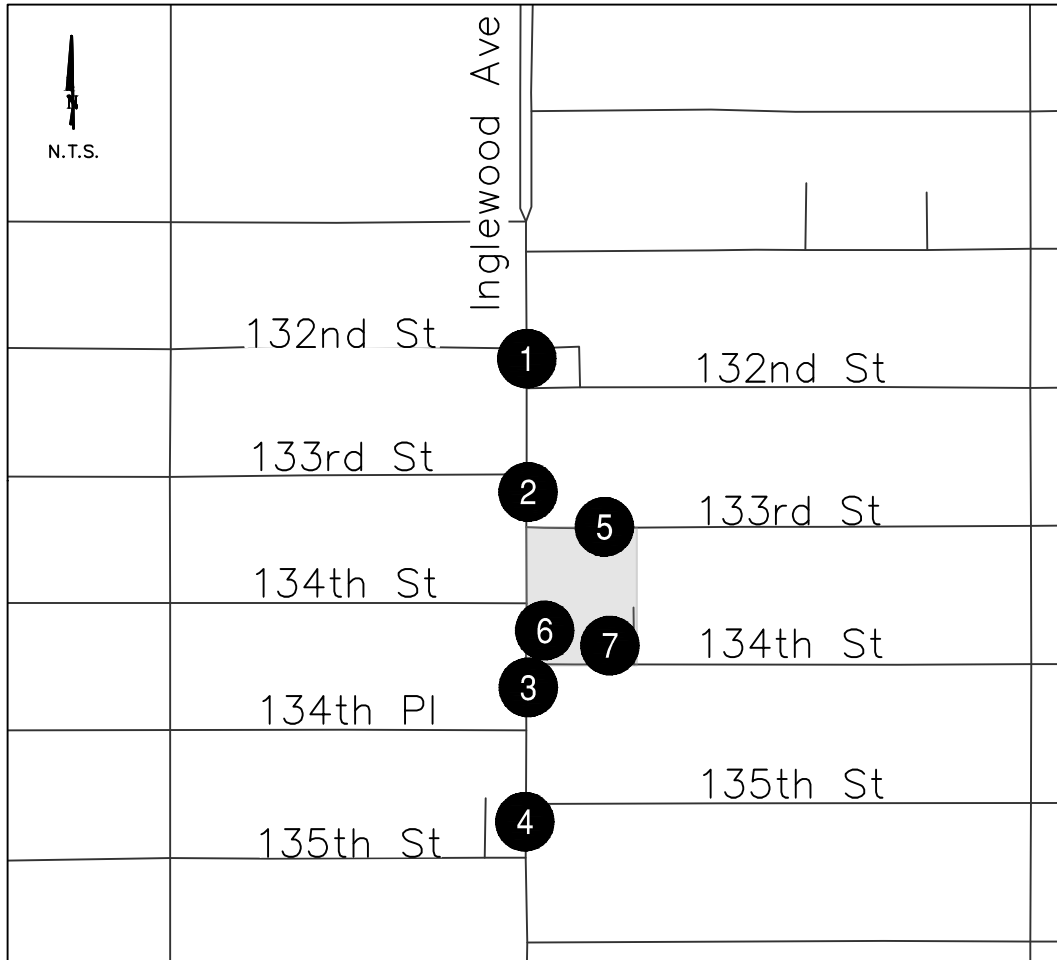 N
N.T.S.
Inglewood Ave
132nd St
1
132nd St
133rd St
2
133rd St
5
134th St
6
7
134th St
3
134th Pl
135th St
4
135th St